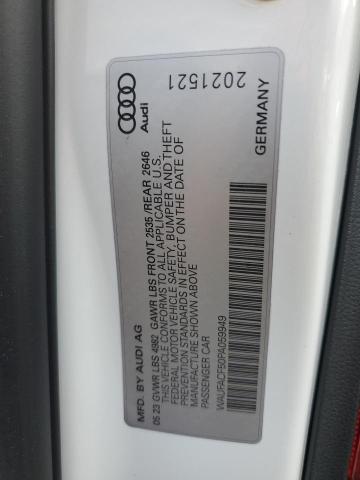 Audi
2021521
GERMANY
MFD. BY AUDI AG
05 23 GVWR LBS 4982 GAWR LBS FRONT 2535/REAR 2646
THIS VEHICLE CONFORMS TO ALL APPLICABLE U.S.
FEDERAL MOTOR VEHICLE SAFETY, BUMPER AND THEFT
PREVENTION STANDARDS IN EFFECT ON THE DATE OF
MANUFACTURE SHOWN ABOVE
PASSENGER CAR
WAUFACF50PA059949